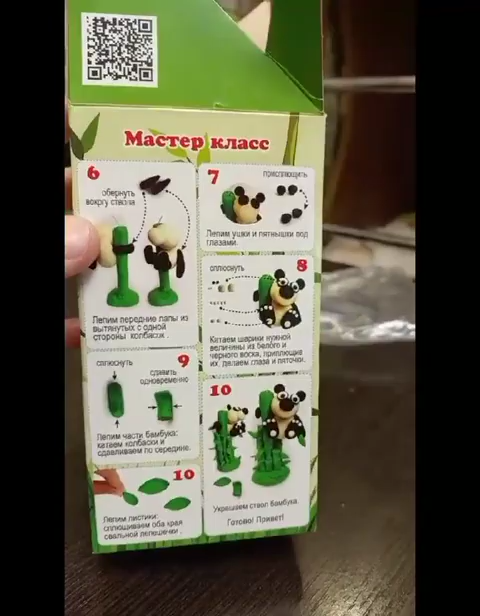 Мастер класс
6
обернуть
вокруг ствола
Лепим передние лапы из
вытянутых с одной
стороны колбасок.
7
приплющить
Лепим ушки и пятнышки под
глазами.
8
сплюснуть
Катаем шарики нужной
величины из белого и
черного воска, приплющив
их, делаем глаза и пяточки.
9
сплюснуть
сдавить
одновременно
Лепим части бамбука:
катаем колбаски и
сдавливаем по середине.
10
Лепим листики:
сплющиваем оба края
овальной лепешечки.
10
Украшаем ствол бамбука.
Готово! Привет!